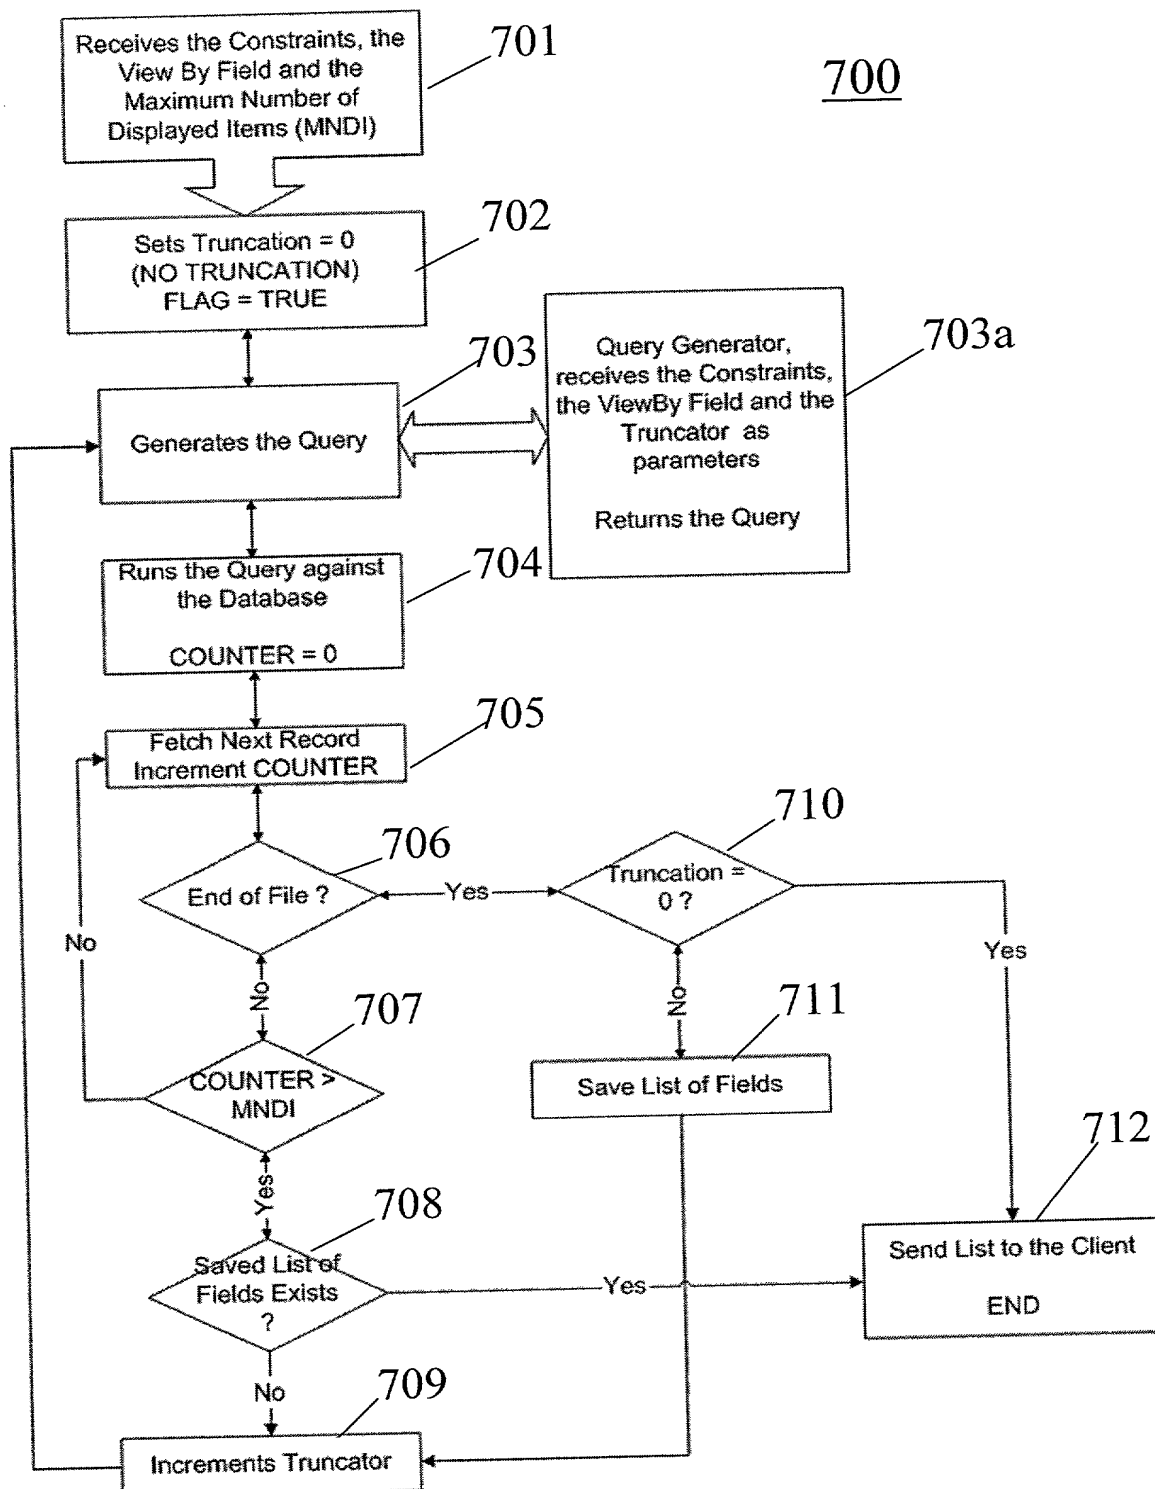 Receives the Constraints, the
View By Field and the
Maximum Number of
Displayed Items (MNDI)
701
700
Sets Truncation = 0
(NO TRUNCATION)
FLAG = TRUE
702
Generates the Query
703
Query Generator,
receives the Constraints,
the ViewBy Field and the
Truncator as
parameters
Returns the Query
703a
Runs the Query against
the Database
COUNTER = 0
704
Fetch Next Record
Increment COUNTER
705
End of File ?
706
Yes
Truncation =
0 ?
710
Yes
No
No
No
COUNTER >
MNDI
707
Save List of Fields
711
Yes
Saved List of
Fields Exists
?
708
Yes
Send List to the Client
END
712
No
Increments Truncator
709